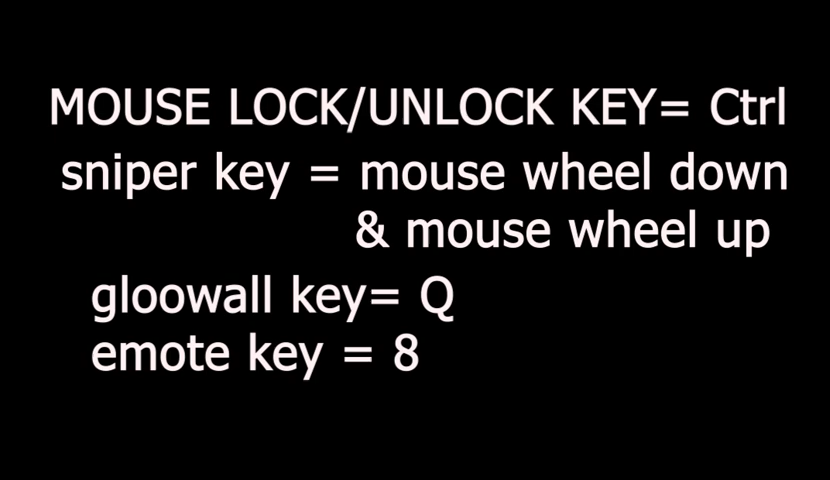 MOUSE LOCK/UNLOCK KEY= Ctrl
sniper key = mouse wheel down
& mouse wheel up
gloowall key= Q
emote key = 8